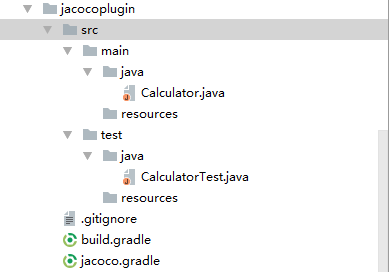 jacocoplugin
src
main
java
Calculator.java
resources
test
java
CalculatorTest.java
resources
.gitignore
build.gradle
jacoco.gradle